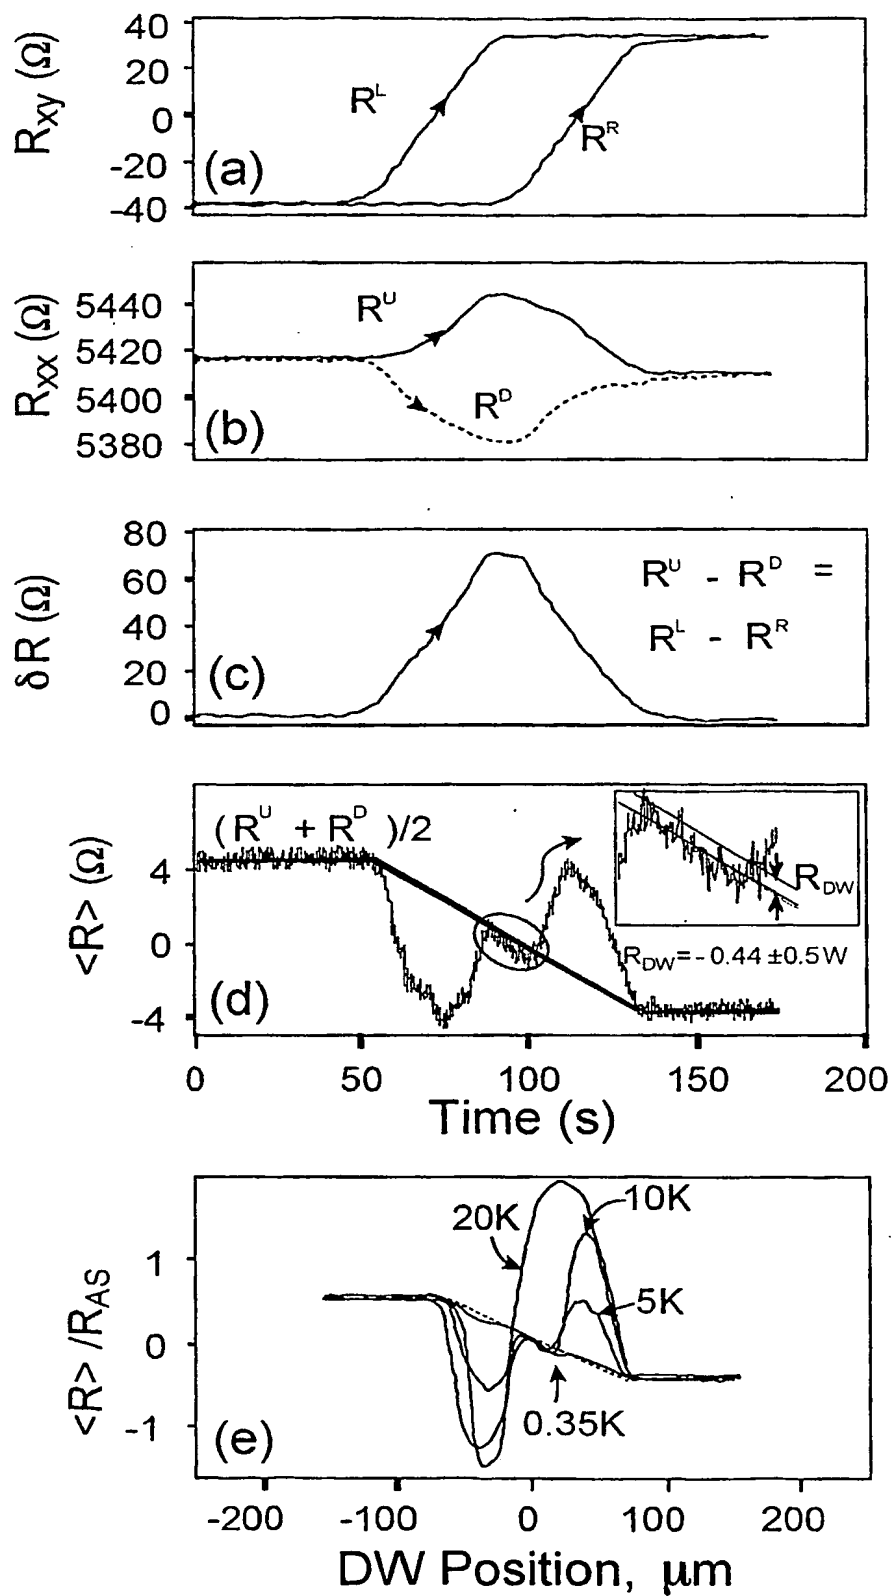 R_xy (Ω)
40
20
0
-20
-40
R^L
R^R
(a)
R_xx (Ω)
5440
5420
5400
5380
R^U
R^D
(b)
δR (Ω)
80
60
40
20
0
R^U - R^D =
R^L - R^R
(c)
<R> (Ω)
4
0
-4
(R^U + R^D)/2
R_DW
R_DW = - 0.44 ±0.5W
(d)
0 50 100 150 200
Time (s)
<R> /R_AS
1
0
-1
20K
10K
5K
0.35K
(e)
-200 -100 0 100 200
DW Position, μm